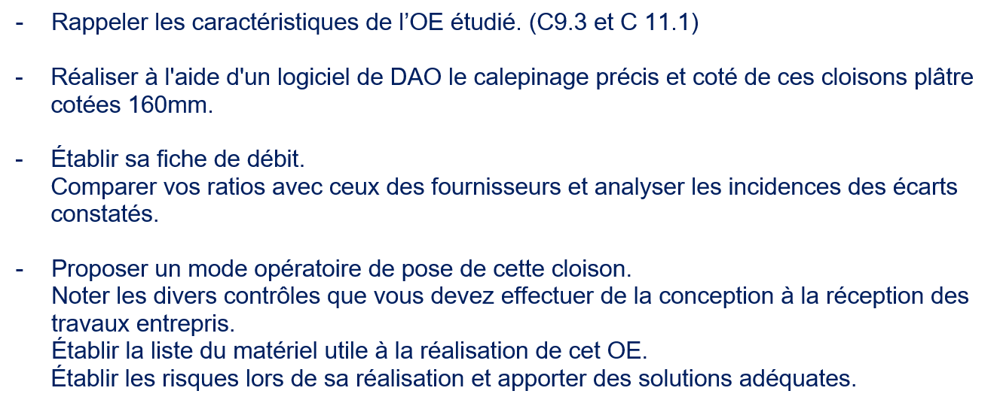 - Rappeler les caractéristiques de l’OE étudié. (C9.3 et C 11.1)
- Réaliser à l'aide d'un logiciel de DAO le calepinage précis et coté de ces cloisons plâtre
cotées 160mm.
- Établir sa fiche de débit.
Comparer vos ratios avec ceux des fournisseurs et analyser les incidences des écarts
constatés.
- Proposer un mode opératoire de pose de cette cloison.
Noter les divers contrôles que vous devez effectuer de la conception à la réception des
travaux entrepris.
Établir la liste du matériel utile à la réalisation de cet OE.
Établir les risques lors de sa réalisation et apporter des solutions adéquates.